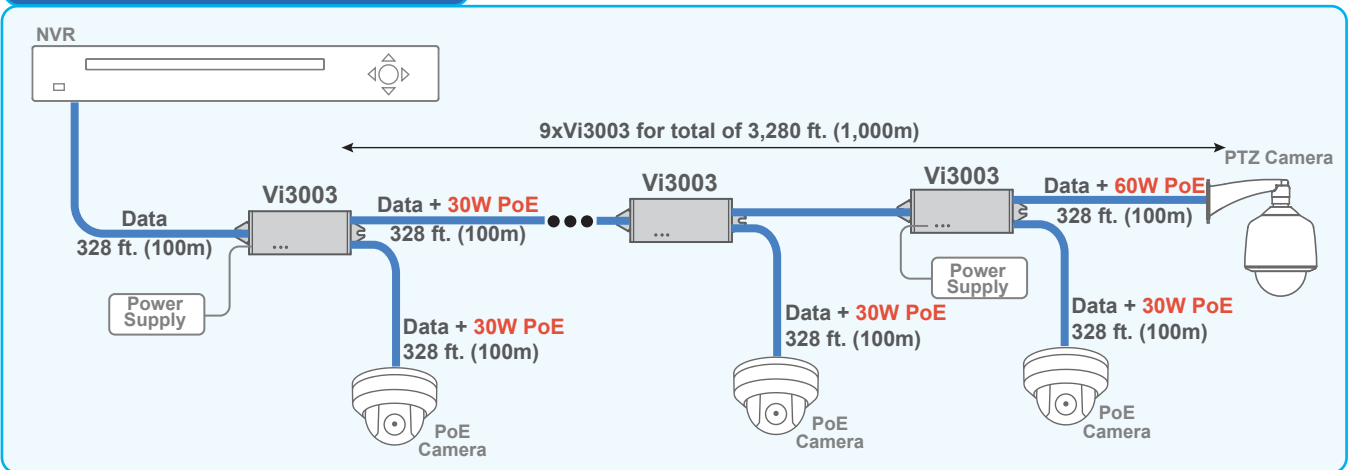 NVR
9xVi3003 for total of 3,280 ft. (1,000m)
PTZ Camera
Vi3003
Vi3003
Vi3003
Data
328 ft. (100m)
Data + 30W PoE
328 ft. (100m)
Data + 60W PoE
328 ft. (100m)
Power
Supply
Power
Supply
Data + 30W PoE
328 ft. (100m)
Data + 30W PoE
328 ft. (100m)
Data + 30W PoE
328 ft. (100m)
PoE
Camera
PoE
Camera
PoE
Camera